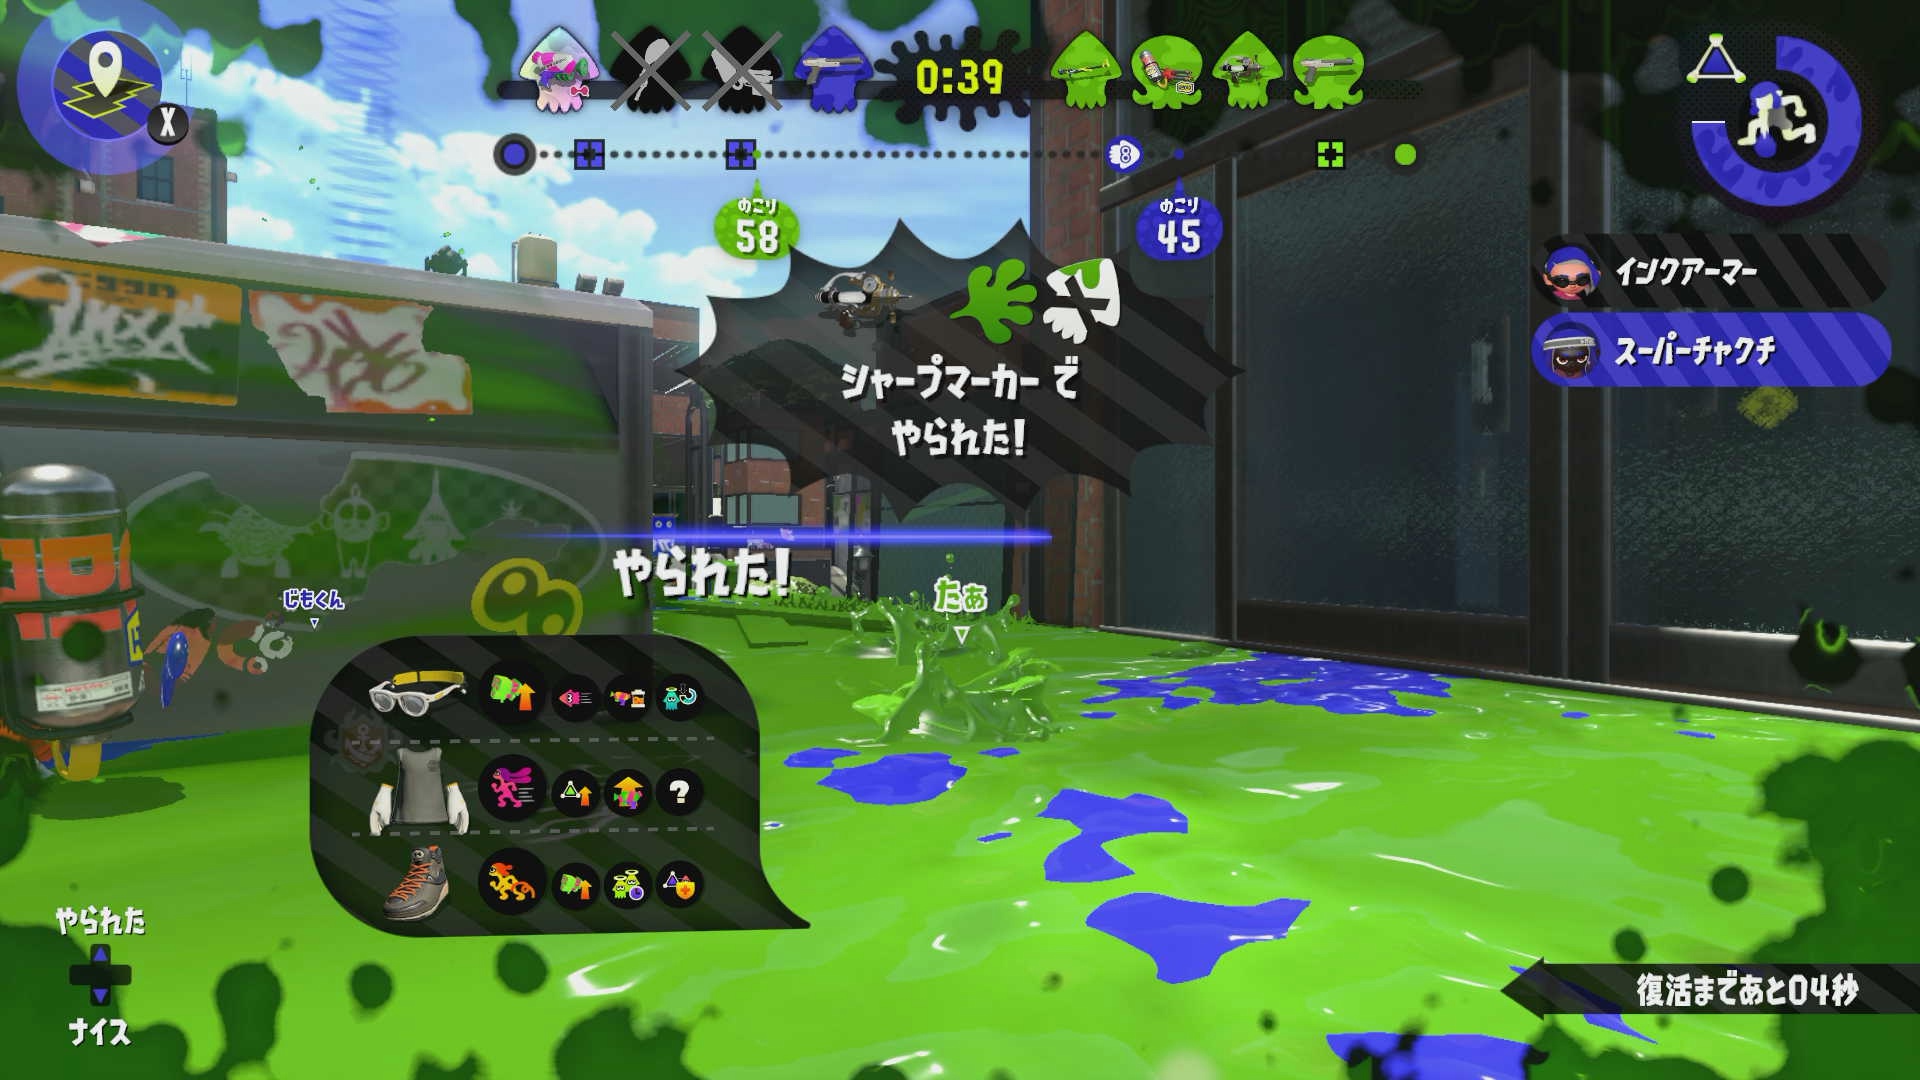 X
0:39
のこり
58
のこり
45
インクアーマー
スーパーチャクチ
シャープマーカーで
やられた!
やられた!
たぁ
じもくん
?
やられた
ナイス
復活まであと04秒